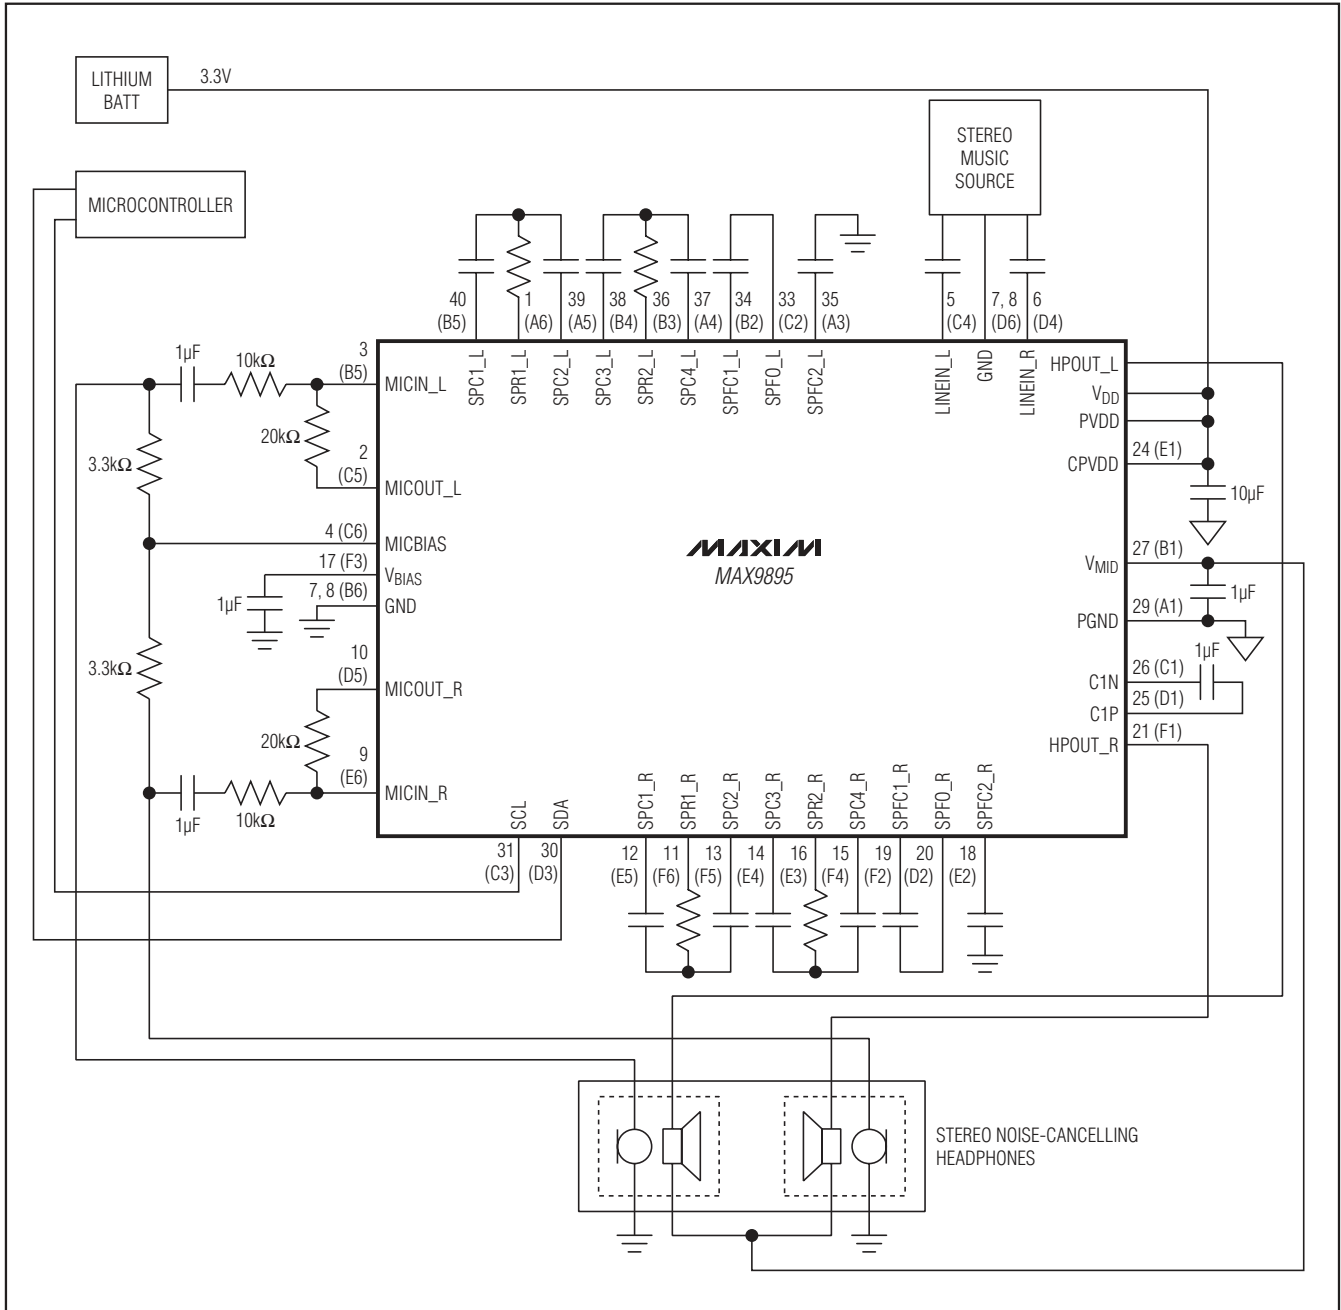 LITHIUM
BATT
3.3V
MICROCONTROLLER
STEREO
MUSIC
SOURCE
40
(B5)
1
(A6)
39
(A5)
38
(B4)
36
(B3)
37
(A4)
34
(B2)
33
(C2)
35
(A3)
5
(C4)
7, 8
(D6)
6
(D4)
SPC1_L
SPR1_L
SPC2_L
SPC3_L
SPR2_L
SPC4_L
SPFC1_L
SPFO_L
SPFC2_L
LINEIN_L
GND
LINEIN_R
1µF
10kΩ
3
(B5)
MICIN_L
20kΩ
2
(C5)
MICOUT_L
3.3kΩ
4 (C6)
MICBIAS
17 (F3)
VBIAS
1µF
7, 8 (B6)
GND
3.3kΩ
10
(D5)
MICOUT_R
20kΩ
9
(E6)
MICIN_R
1µF
10kΩ
MAXIM
MAX9895
HPOUT_L
VDD
PVDD
24 (E1)
CPVDD
10µF
27 (B1)
VMID
1µF
29 (A1)
PGND
1µF
26 (C1)
C1N
25 (D1)
C1P
21 (F1)
HPOUT_R
SCL
SDA
SPC1_R
SPR1_R
SPC2_R
SPC3_R
SPR2_R
SPC4_R
SPFC1_R
SPFO_R
SPFC2_R
31
(C3)
30
(D3)
12
(E5)
11
(F6)
13
(F5)
14
(E4)
16
(E3)
15
(F4)
19
(F2)
20
(D2)
18
(E2)
STEREO NOISE-CANCELLING
HEADPHONES